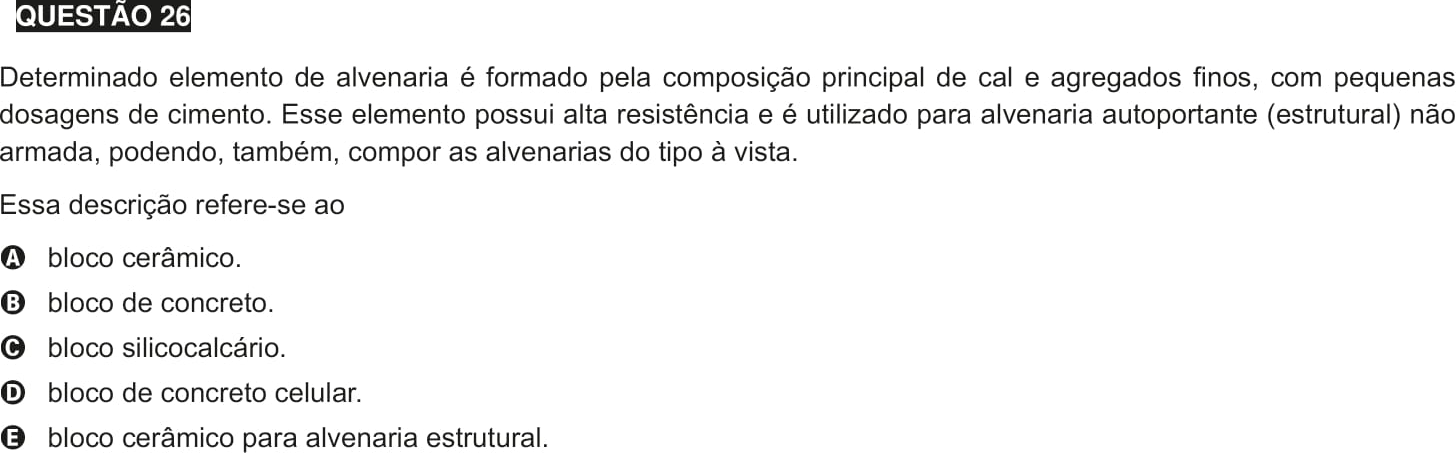 QUESTÃO 26
Determinado elemento de alvenaria é formado pela composição principal de cal e agregados finos, com pequenas
dosagens de cimento. Esse elemento possui alta resistência e é utilizado para alvenaria autoportante (estrutural) não
armada, podendo, também, compor as alvenarias do tipo à vista.
Essa descrição refere-se ao
A bloco cerâmico.
B bloco de concreto.
C bloco silicocalcário.
D bloco de concreto celular.
E bloco cerâmico para alvenaria estrutural.